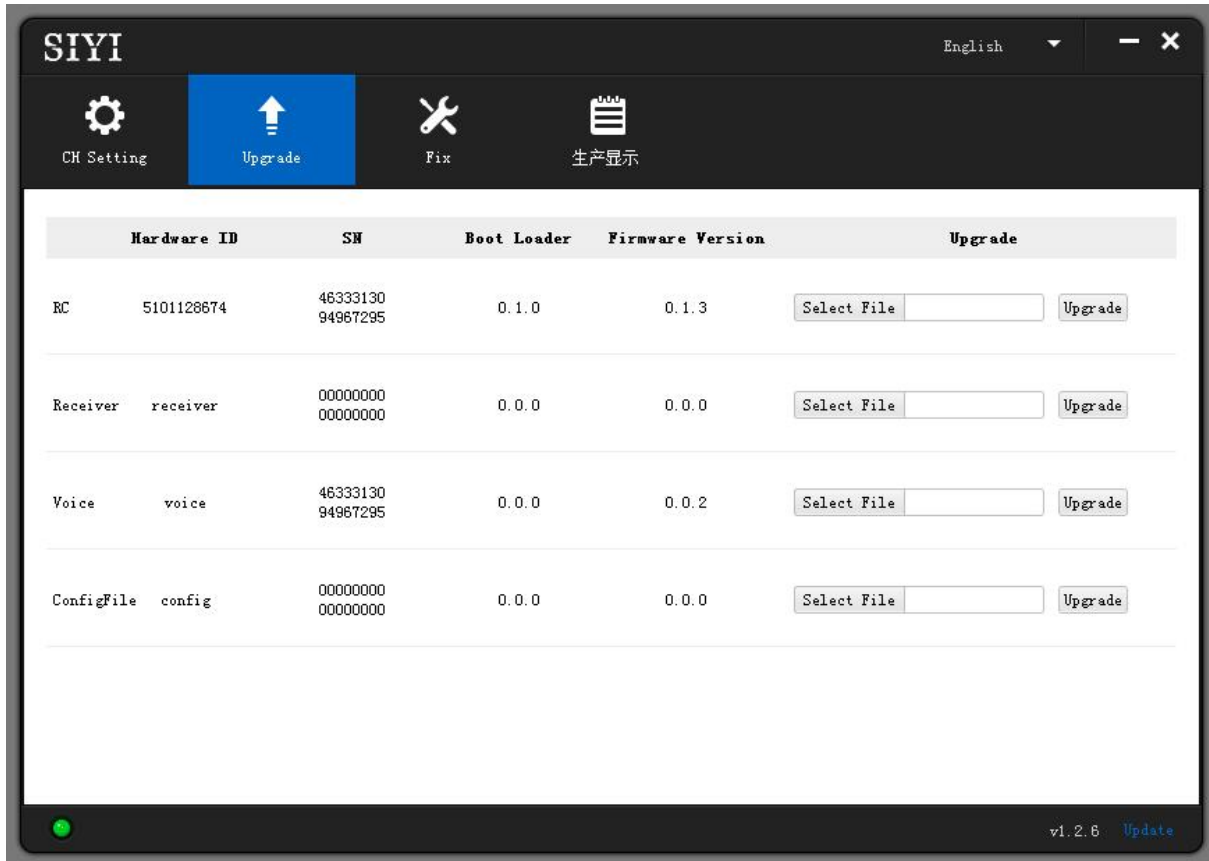 SIYI English
CH Setting Upgrade Fix 生产显示
Hardware ID SN Boot Loader Firmware Version Upgrade
RC 5101128674 46333130 94967295 0.1.0 0.1.3 Select File Upgrade
Receiver receiver 00000000 00000000 0.0.0 0.0.0 Select File Upgrade
Voice voice 46333130 94967295 0.0.0 0.0.2 Select File Upgrade
ConfigFile config 00000000 00000000 0.0.0 0.0.0 Select File Upgrade
v1.2.6 Update